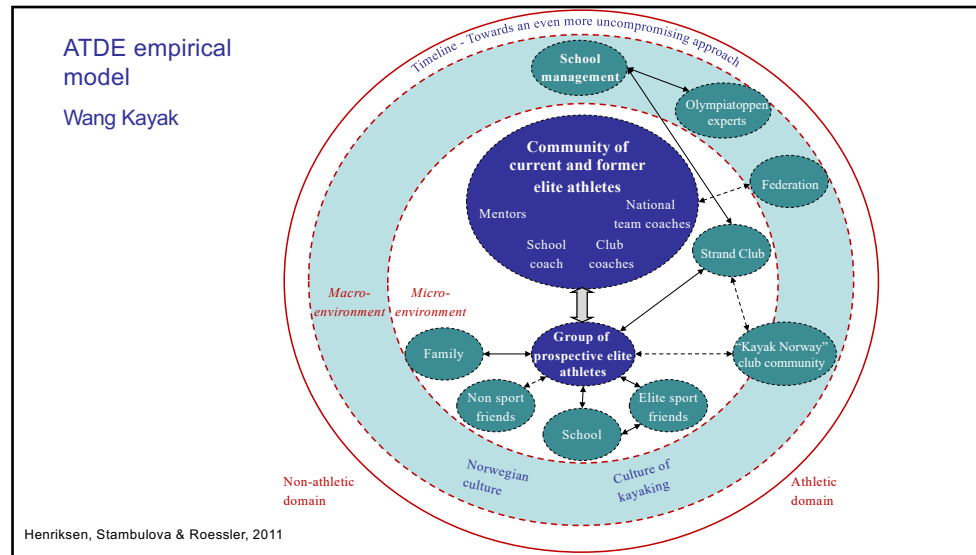 ATDE empirical
model
Wang Kayak
Timeline - Towards an even more uncompromising approach
School
management
Olympiatoppen
experts
Community of
current and former
elite athletes
Mentors
National
team coaches
School
coach
Club
coaches
Federation
Strand Club
Macro-
environment
Micro-
environment
Family
Group of
prospective elite
athletes
"Kayak Norway"
club community
Non sport
friends
Elite sport
friends
School
Norwegian
culture
Culture of
kayaking
Non-athletic
domain
Athletic
domain
Henriksen, Stambulova & Roessler, 2011